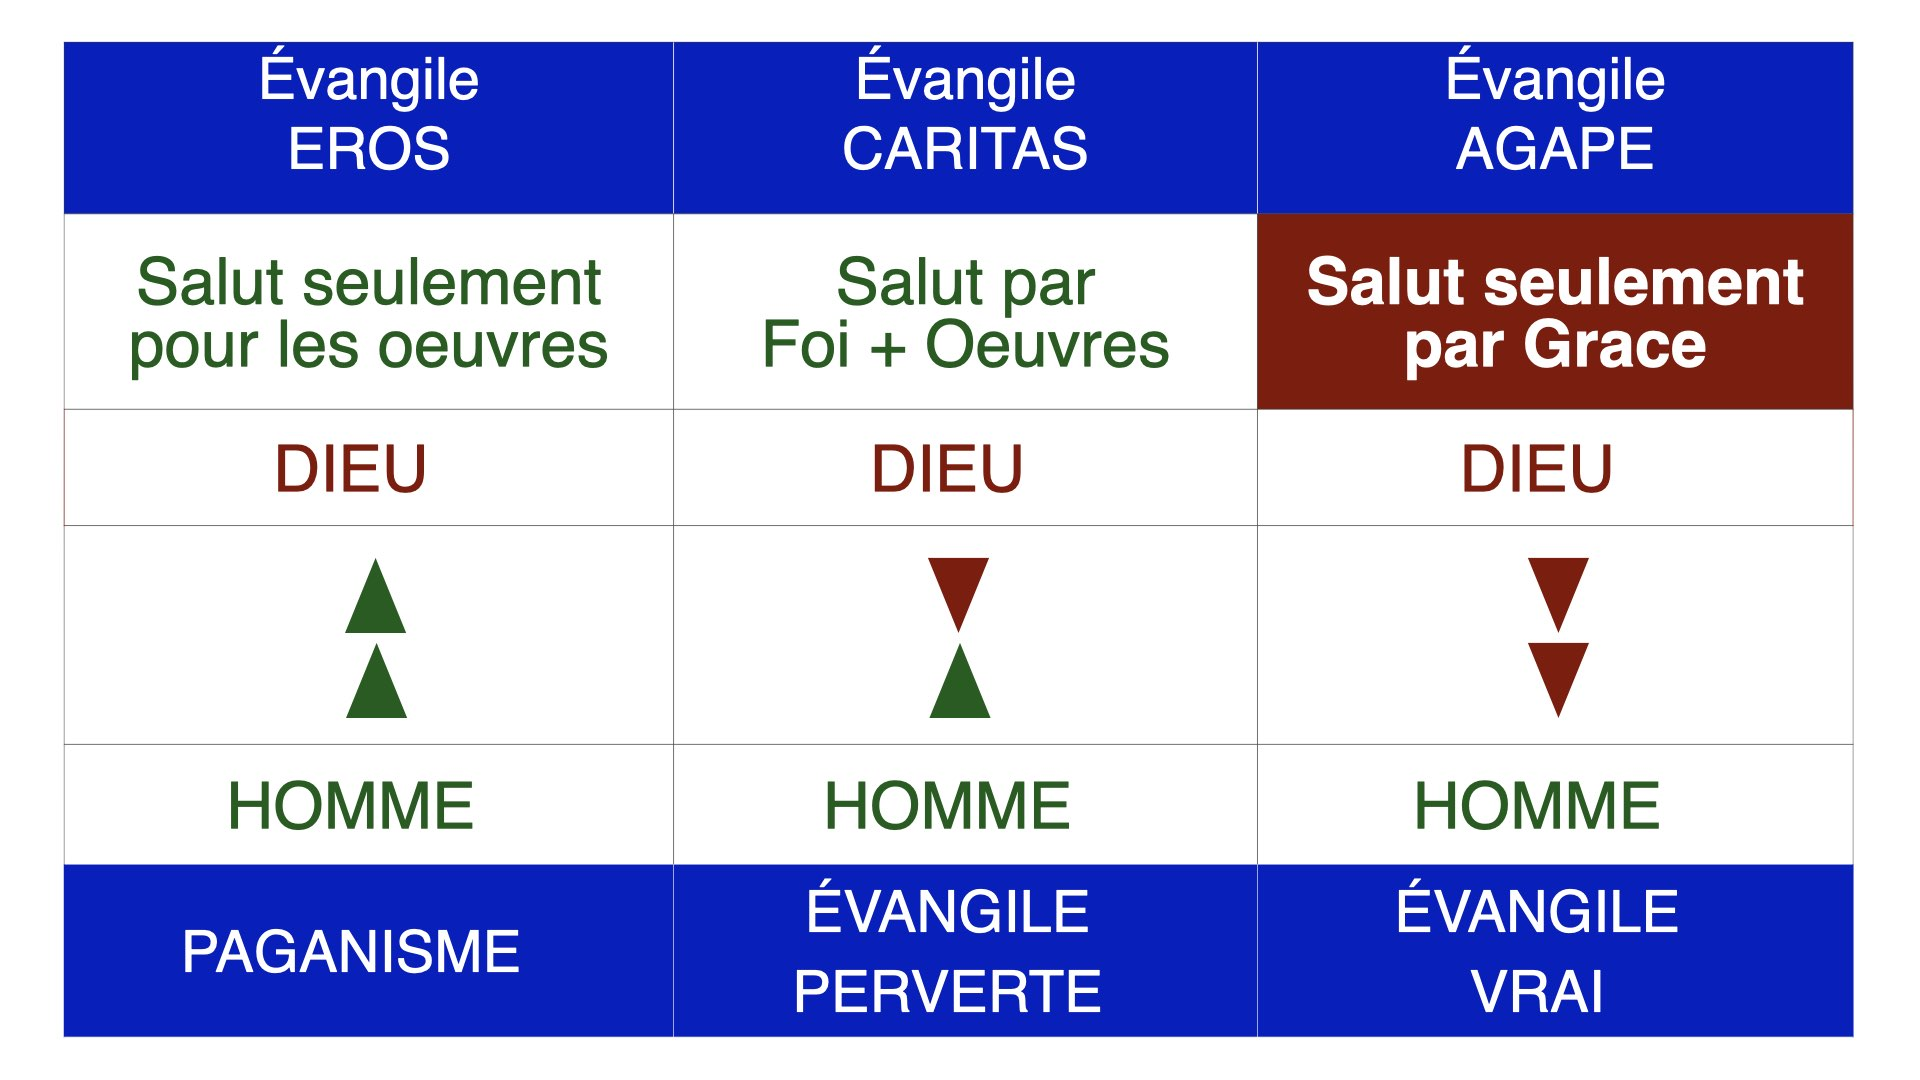 Évangile
EROS
Évangile
CARITAS
Évangile
AGAPE
Salut seulement
pour les oeuvres
Salut par
Foi + Oeuvres
Salut seulement
par Grace
DIEU
DIEU
DIEU
HOMME
HOMME
HOMME
PAGANISME
ÉVANGILE
PERVERTE
ÉVANGILE
VRAI